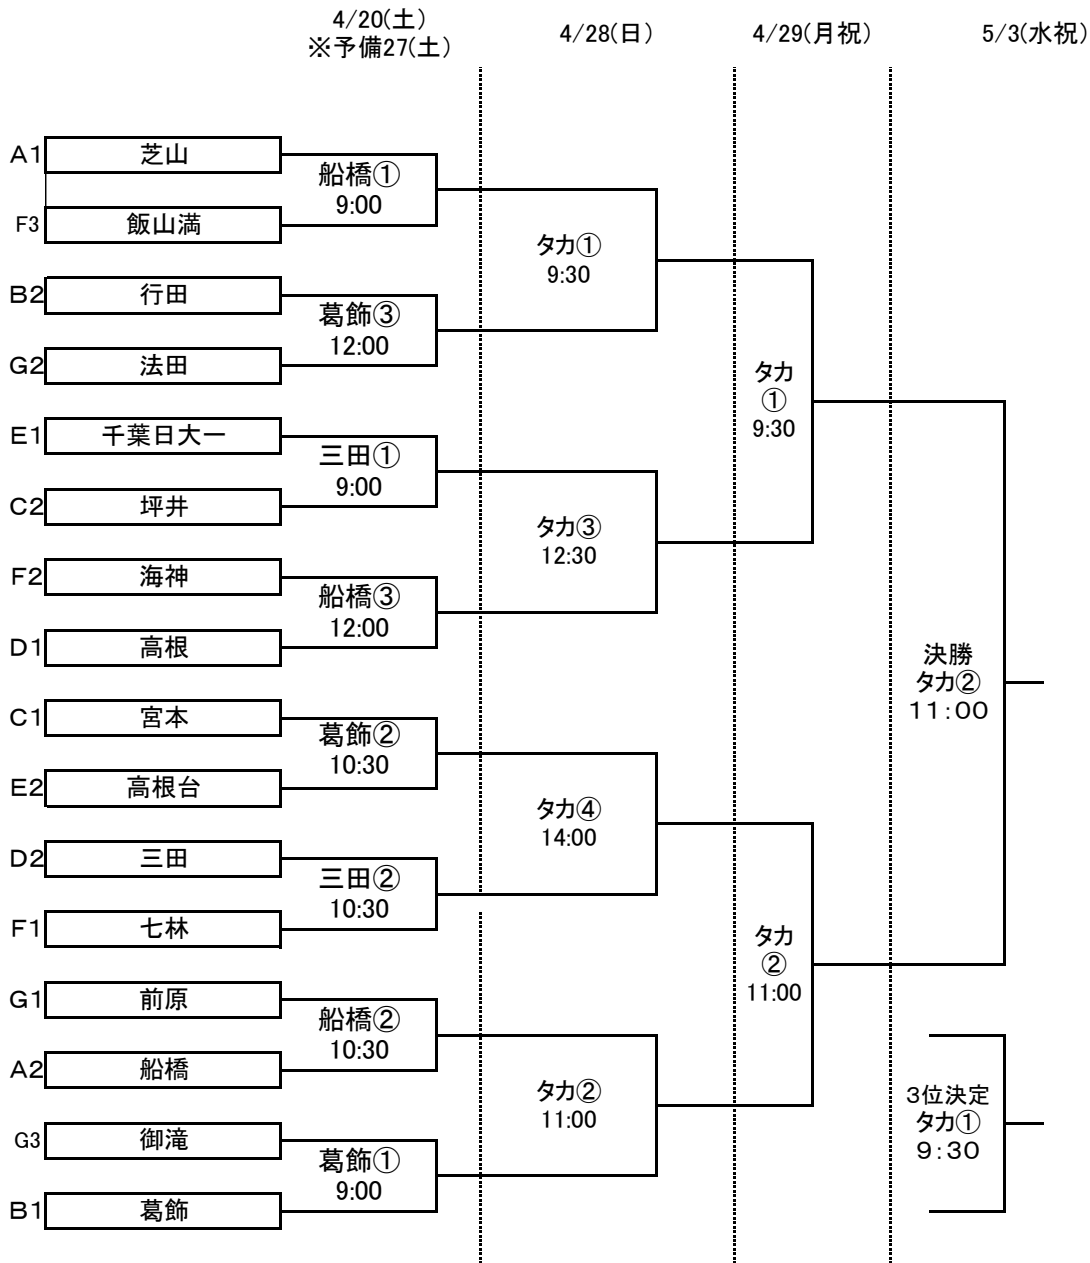 4/20(土)
※予備27(土)
4/28(日)
4/29(月祝)
5/3(水祝)
A1 芝山
船橋①
9:00
F3 飯山満
タカ①
9:30
B2 行田
葛飾③
12:00
G2 法田
タカ
①
9:30
E1 千葉日大一
三田①
9:00
C2 坪井
タカ③
12:30
F2 海神
船橋③
12:00
D1 高根
決勝
タカ②
11:00
C1 宮本
葛飾②
10:30
E2 高根台
タカ④
14:00
D2 三田
三田②
10:30
F1 七林
タカ
②
11:00
G1 前原
船橋②
10:30
A2 船橋
タカ②
11:00
3位決定
タカ①
9:30
G3 御滝
葛飾①
9:00
B1 葛飾